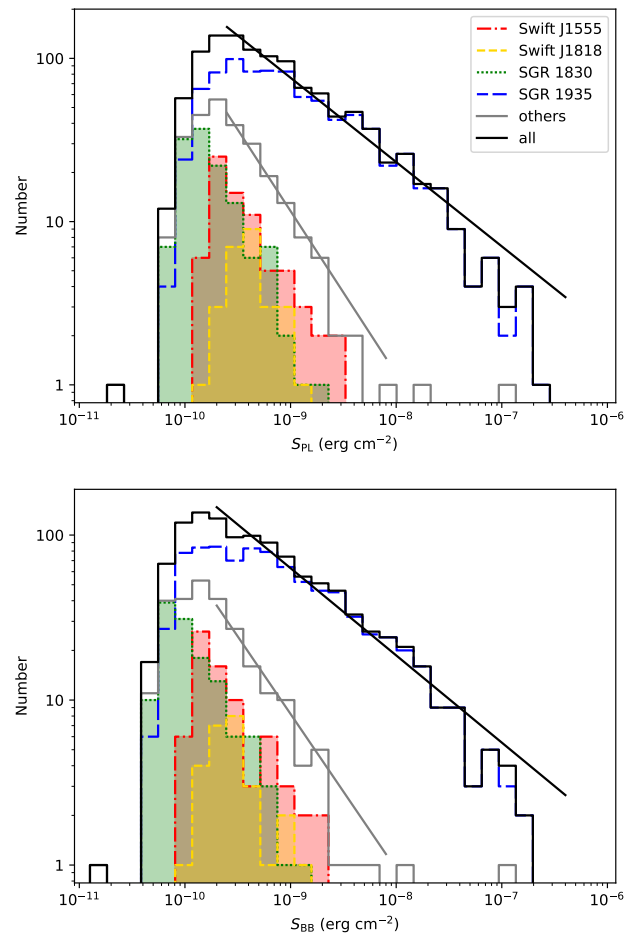 100
10
1
Number
10⁻¹¹ 10⁻¹⁰ 10⁻⁹ 10⁻⁸ 10⁻⁷ 10⁻⁶
S_PL (erg cm⁻²)
Swift J1555
Swift J1818
SGR 1830
SGR 1935
others
all
100
10
1
Number
10⁻¹¹ 10⁻¹⁰ 10⁻⁹ 10⁻⁸ 10⁻⁷ 10⁻⁶
S_BB (erg cm⁻²)